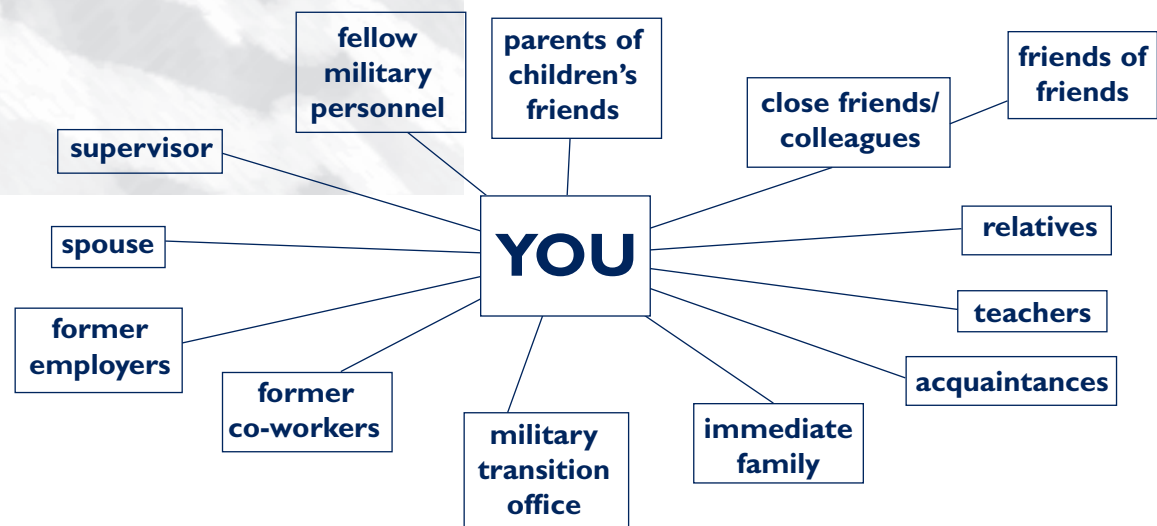 fellow
military
personnel
parents of
children’s
friends
friends of
friends
close friends/
colleagues
supervisor
YOU
relatives
spouse
teachers
former
employers
acquaintances
former
co-workers
immediate
family
military
transition
office